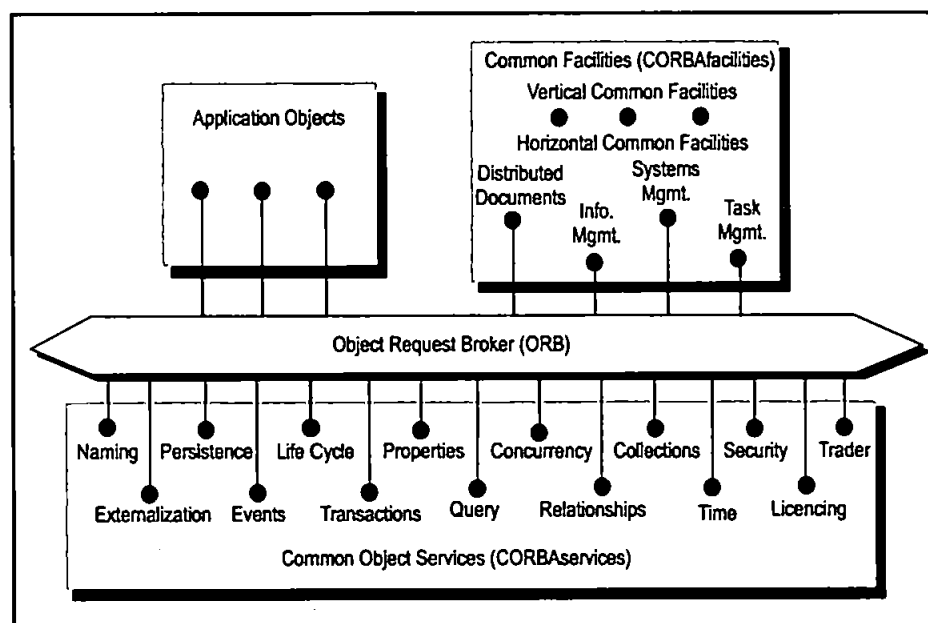 Common Facilities (CORBAfacilities)
Vertical Common Facilities
Horizontal Common Facilities
Distributed
Documents
Info.
Mgmt.
Systems
Mgmt.
Task
Mgmt.
Application Objects
Object Request Broker (ORB)
Naming Persistence Life Cycle Properties Concurrency Collections Security Trader
Externalization Events Transactions Query Relationships Time Licencing
Common Object Services (CORBAservices)